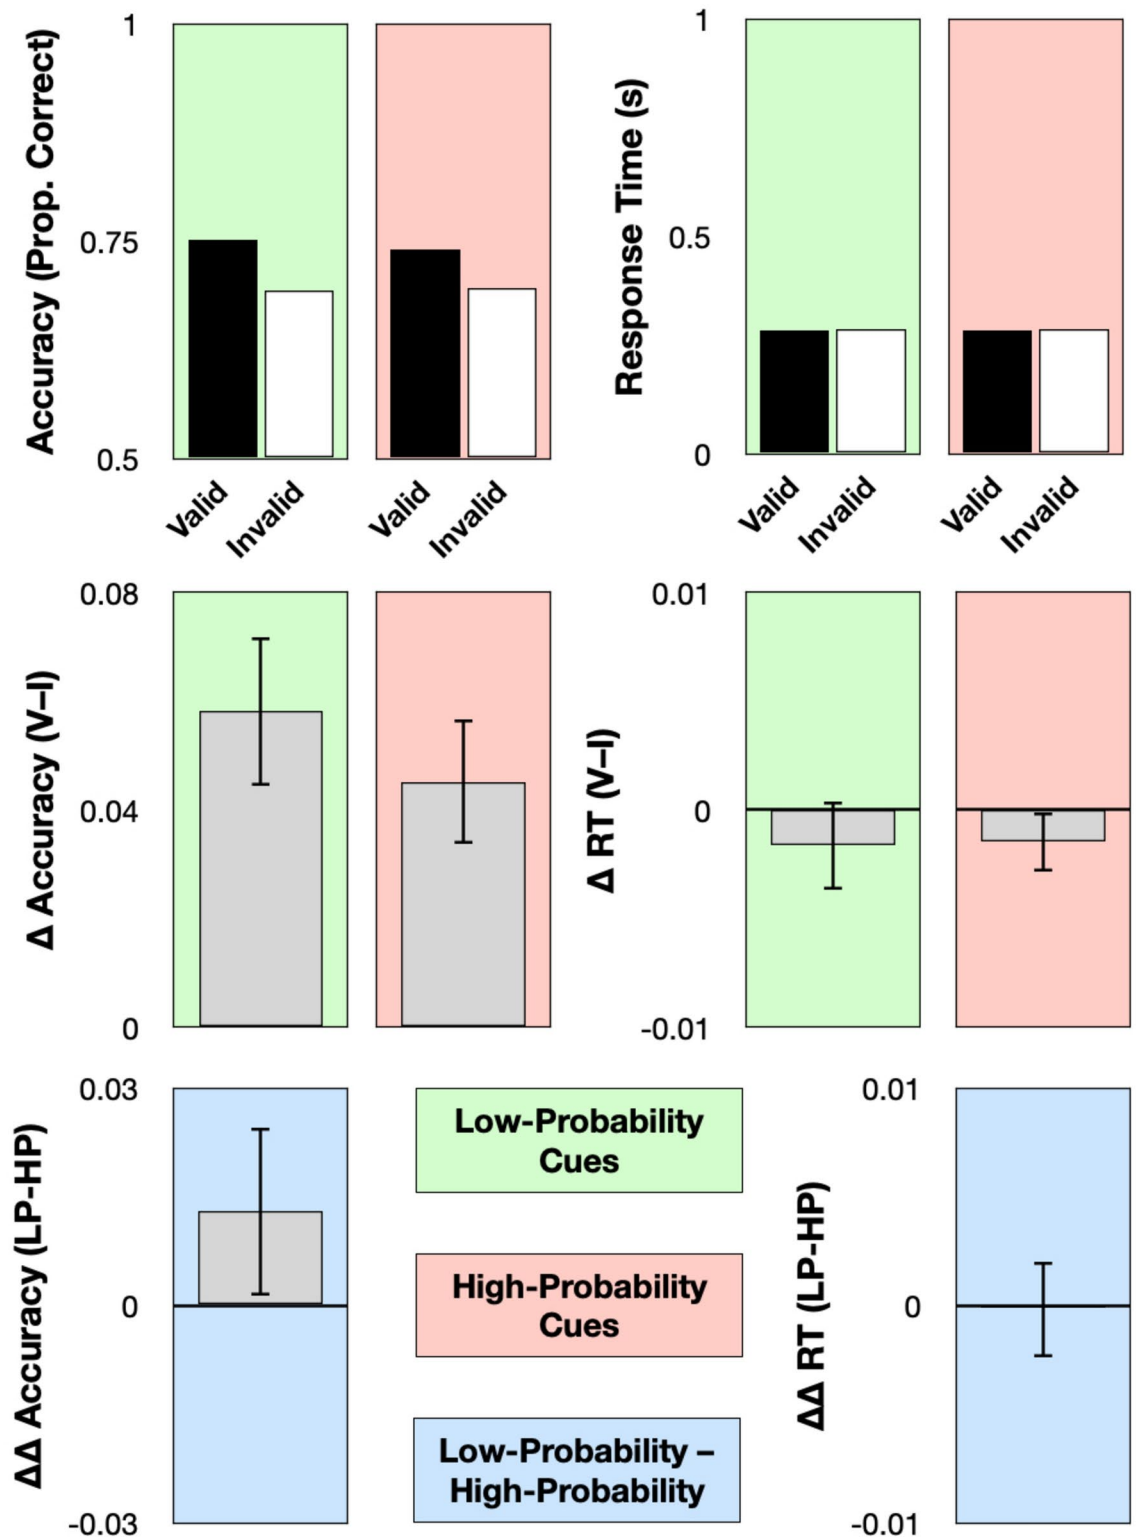 Accuracy (Prop. Correct)
1
0.75
0.5
Valid
Invalid
Valid
Invalid
Response Time (s)
1
0.5
0
Valid
Invalid
Valid
Invalid
Δ Accuracy (V–I)
0.08
0.04
0
Δ RT (V–I)
0.01
0
-0.01
ΔΔ Accuracy (LP-HP)
0.03
0
-0.03
Low-Probability
Cues
High-Probability
Cues
Low-Probability –
High-Probability
ΔΔ RT (LP-HP)
0.01
0
-0.01